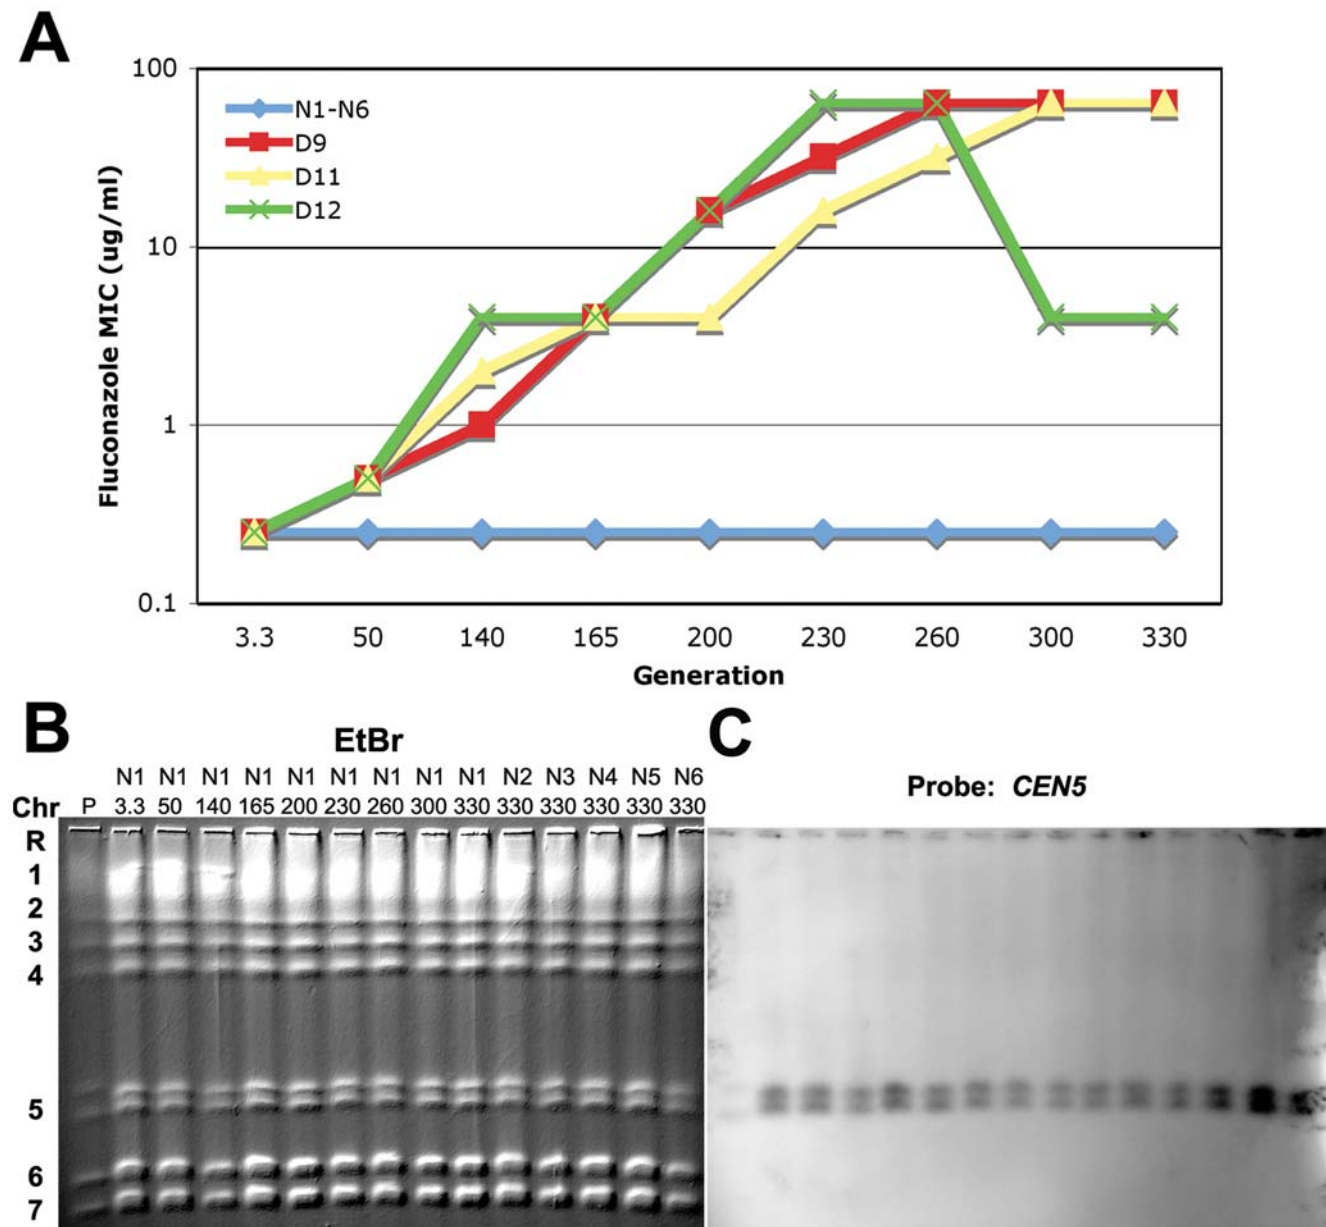 A
100
10
1
0.1
Fluconazole MIC (ug/ml)
N1-N6
D9
D11
D12
3.3 50 140 165 200 230 260 300 330
Generation
B
EtBr
N1 N1 N1 N1 N1 N1 N1 N1 N1 N2 N3 N4 N5 N6
Chr P 3.3 50 140 165 200 230 260 300 330 330 330 330 330 330
R
1
2
3
4
5
6
7
C
Probe: CEN5